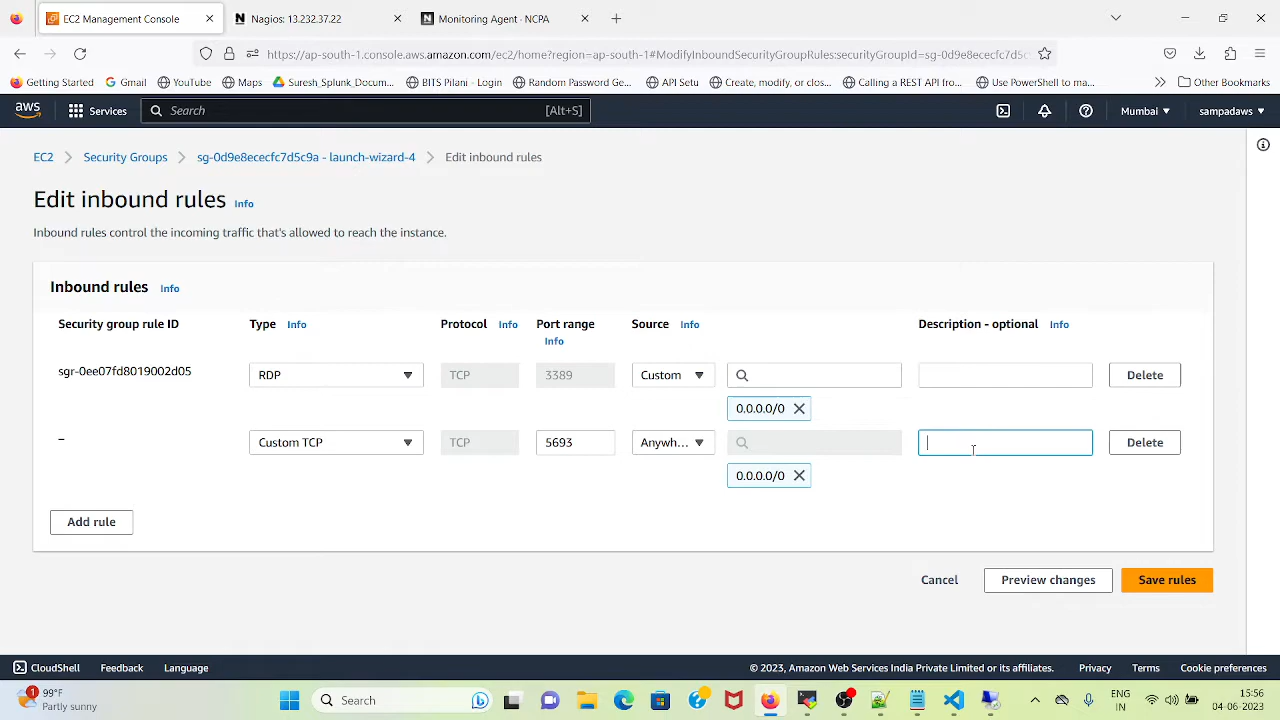 EC2 Management Console
Nagios: 13.232.37.22
Monitoring Agent - NCPA
https://ap-south-1.console.aws.amazon.com/ec2/home?region=ap-south-1#ModifyInboundSecurityGroupRules:securityGroupId=sg-0d9e8ececfc7d5c
Getting Started
Gmail
YouTube
Maps
Suresh_Splunk_Docum...
BITS Pilani - Login
Random Password Ge...
API Setu
Create, modify, or clos...
Calling a REST API fro...
Use PowerShell to ma...
Other Bookmarks
aws
Services
Search
[Alt+S]
Mumbai
sampadaws
EC2
Security Groups
sg-0d9e8ececfc7d5c9a - launch-wizard-4
Edit inbound rules
Edit inbound rules Info
Inbound rules control the incoming traffic that's allowed to reach the instance.
Inbound rules Info
Security group rule ID
Type Info
Protocol Info
Port range Info
Source Info
Description - optional Info
sgr-0ee07fd8019002d05
RDP
TCP
3389
Custom
0.0.0.0/0
Delete
–
Custom TCP
TCP
5693
Anywh...
0.0.0.0/0
Delete
Add rule
Cancel
Preview changes
Save rules
CloudShell
Feedback
Language
© 2023, Amazon Web Services India Private Limited or its affiliates.
Privacy
Terms
Cookie preferences
1
99°F
Partly sunny
Search
ENG
IN
15:56
04-06-2023